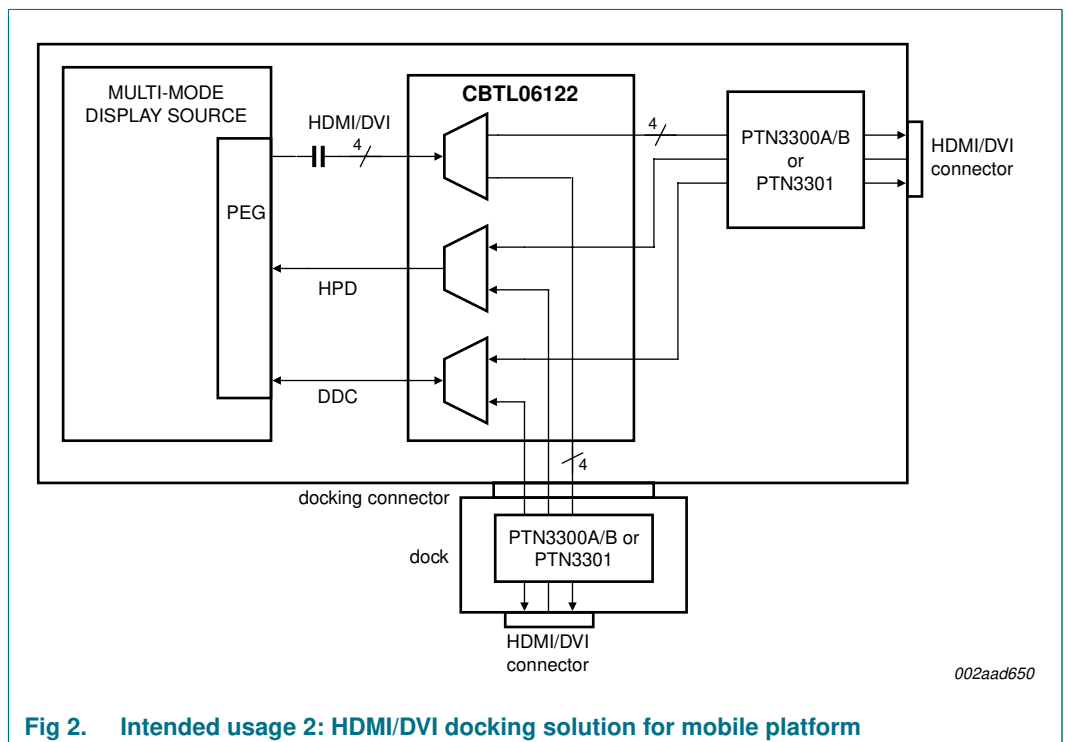 MULTI-MODE
DISPLAY SOURCE
PEG
HDMI/DVI
4
HPD
DDC
CBTL06122
4
PTN3300A/B
or
PTN3301
HDMI/DVI
connector
4
docking connector
dock
PTN3300A/B or
PTN3301
HDMI/DVI
connector
002aad650
Fig 2. Intended usage 2: HDMI/DVI docking solution for mobile platform